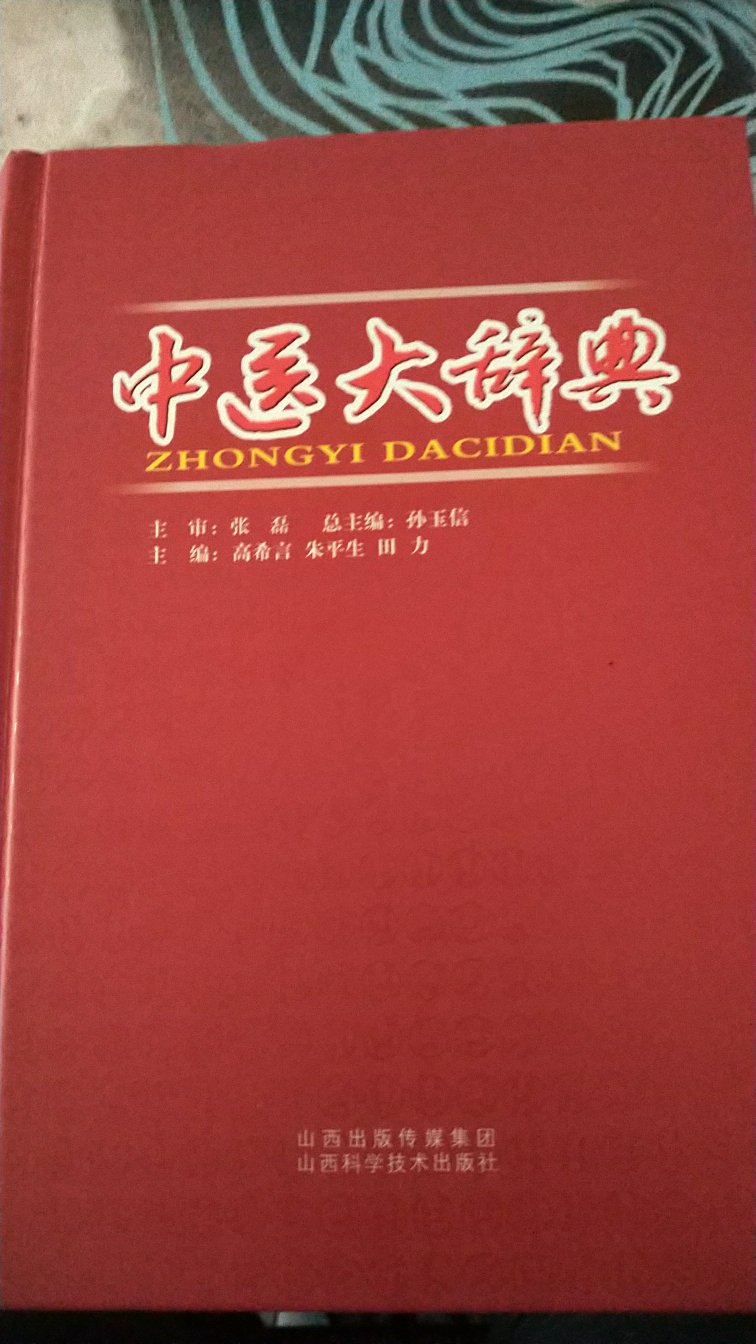 中医大辞典
ZHONGYI DACIDIAN
主 审：张 磊 总主编：孙玉信
主 编：高希言 朱平生 田 力
山西出版传媒集团
山西科学技术出版社